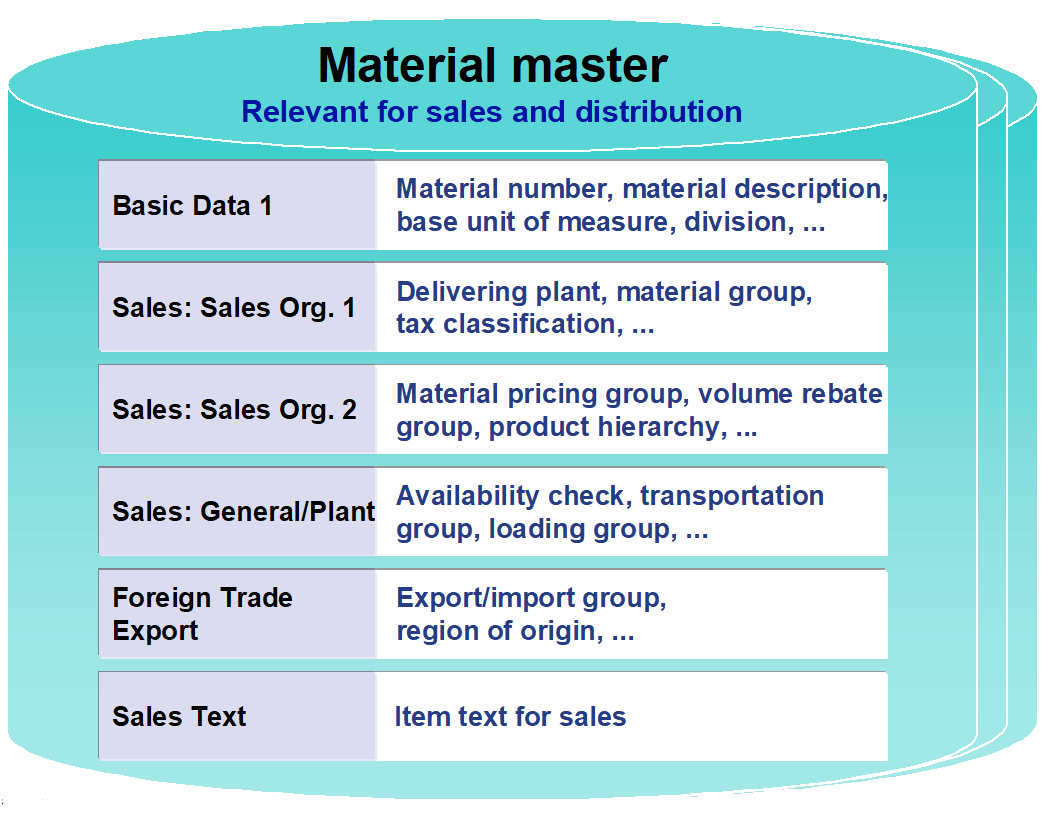 Material master
Relevant for sales and distribution
Basic Data 1
Material number, material description,
base unit of measure, division, ...
Sales: Sales Org. 1
Delivering plant, material group,
tax classification, ...
Sales: Sales Org. 2
Material pricing group, volume rebate
group, product hierarchy, ...
Sales: General/Plant
Availability check, transportation
group, loading group, ...
Foreign Trade
Export
Export/import group,
region of origin, ...
Sales Text
Item text for sales